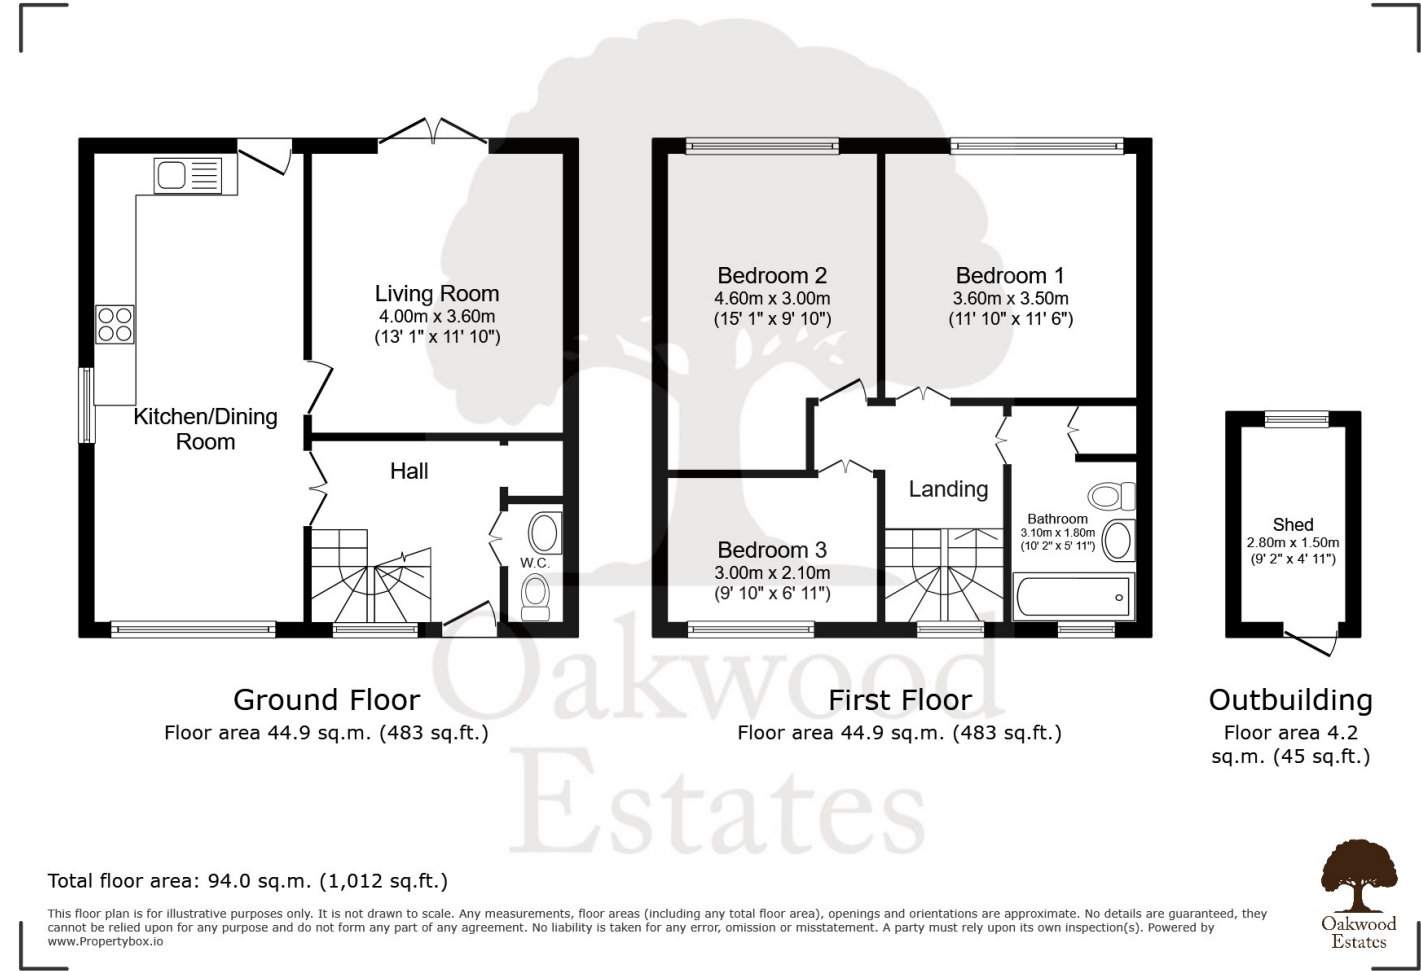 Living Room
4.00m x 3.60m
(13' 1" x 11' 10")
Kitchen/Dining
Room
Hall
W.C.
Bedroom 2
4.60m x 3.00m
(15' 1" x 9' 10")
Bedroom 1
3.60m x 3.50m
(11' 10" x 11' 6")
Landing
Bathroom
3.10m x 1.80m
(10' 2" x 5' 11")
Bedroom 3
3.00m x 2.10m
(9' 10" x 6' 11")
Shed
2.80m x 1.50m
(9' 2" x 4' 11")
Oakwood
Estates
Ground Floor
Floor area 44.9 sq.m. (483 sq.ft.)
First Floor
Floor area 44.9 sq.m. (483 sq.ft.)
Outbuilding
Floor area 4.2
sq.m. (45 sq.ft.)
Total floor area: 94.0 sq.m. (1,012 sq.ft.)
This floor plan is for illustrative purposes only. It is not drawn to scale. Any measurements, floor areas (including any total floor area), openings and orientations are approximate. No details are guaranteed, they
cannot be relied upon for any purpose and do not form any part of any agreement. No liability is taken for any error, omission or misstatement. A party must rely upon its own inspection(s). Powered by
www.Propertybox.io
Oakwood
Estates